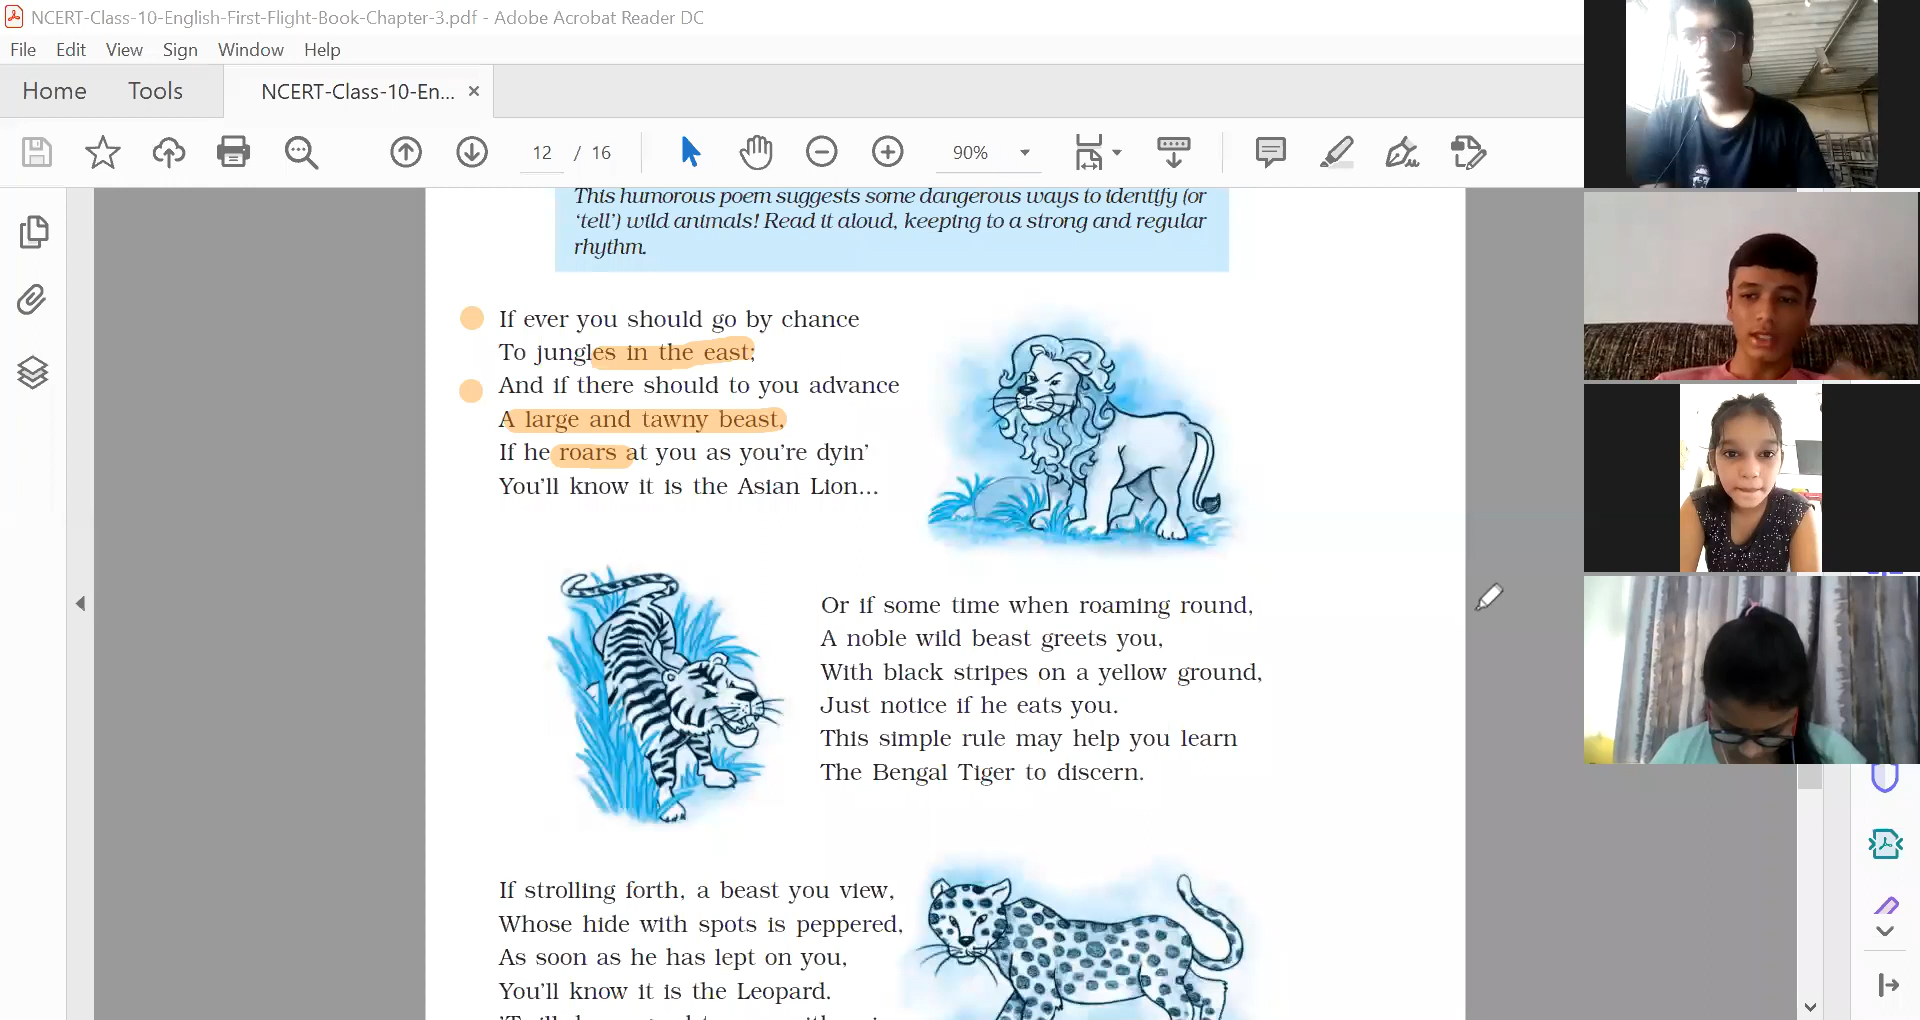 NCERT-Class-10-English-First-Flight-Book-Chapter-3.pdf - Adobe Acrobat Reader DC
File Edit View Sign Window Help
Home Tools NCERT-Class-10-En... ×
12 / 16 90%
This humorous poem suggests some dangerous ways to identify (or
‘tell’) wild animals! Read it aloud, keeping to a strong and regular
rhythm.
If ever you should go by chance
To jungles in the east;
And if there should to you advance
A large and tawny beast,
If he roars at you as you’re dyin’
You’ll know it is the Asian Lion...
Or if some time when roaming round,
A noble wild beast greets you,
With black stripes on a yellow ground,
Just notice if he eats you.
This simple rule may help you learn
The Bengal Tiger to discern.
If strolling forth, a beast you view,
Whose hide with spots is peppered,
As soon as he has lept on you,
You’ll know it is the Leopard.